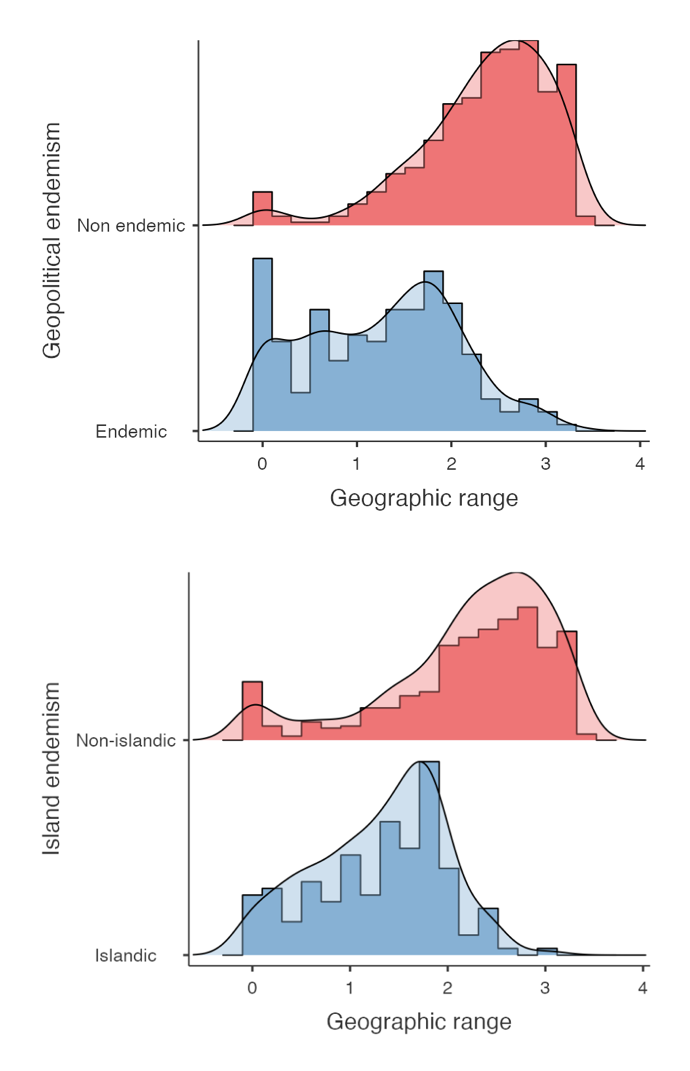 Geopolitical endemism
Non endemic
Endemic
0 1 2 3 4
Geographic range
Island endemism
Non-islandic
Islandic
0 1 2 3 4
Geographic range